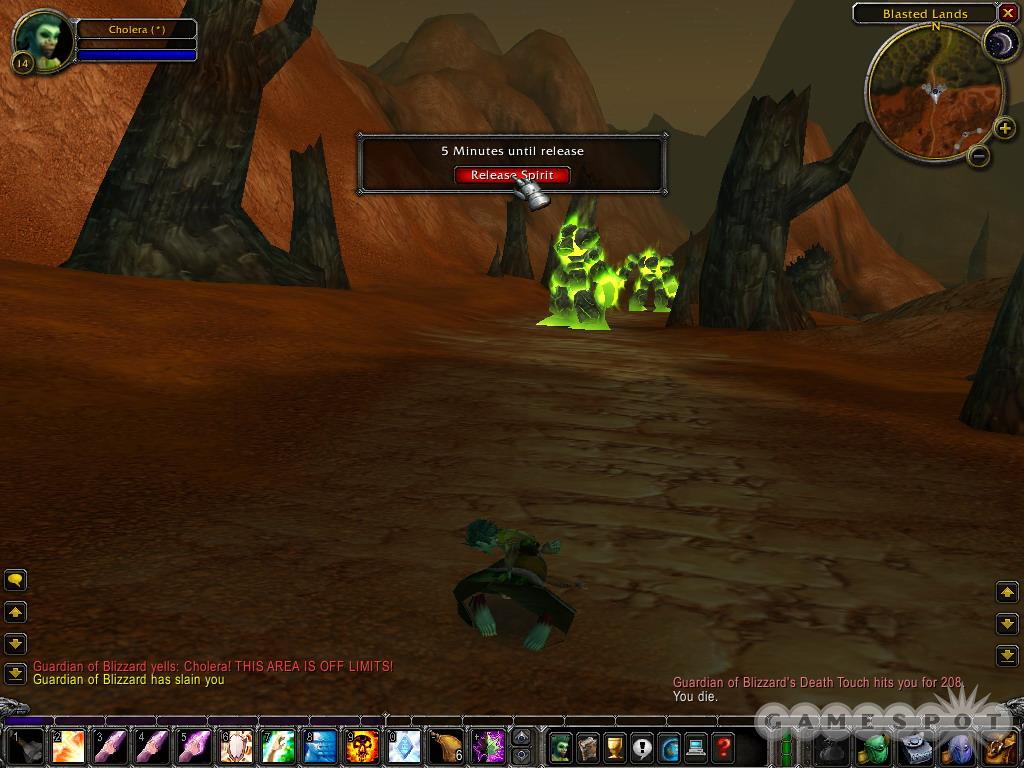 Cholera (*)
14
Blasted Lands
N
5 Minutes until release
Release Spirit
Guardian of Blizzard yells: Cholera! THIS AREA IS OFF LIMITS!
Guardian of Blizzard has slain you
Guardian of Blizzard's Death Touch hits you for 208.
You die.
GAMESPOT
1 2 3 4 5 6 7 8 9 0 6